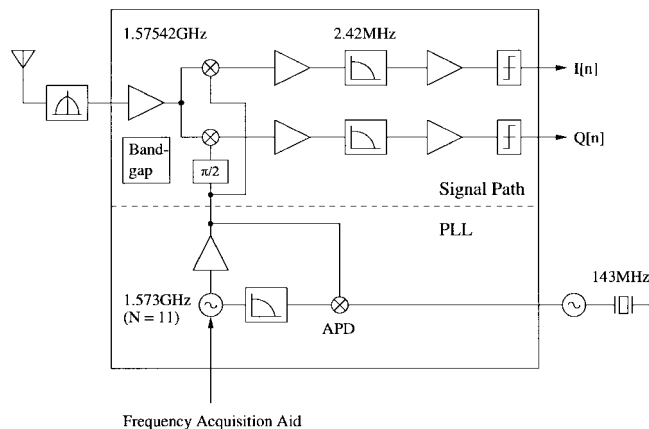 1.57542GHz
2.42MHz
I[n]
Q[n]
Band-
gap
π/2
Signal Path
PLL
1.573GHz
(N = 11)
APD
143MHz
Frequency Acquisition Aid